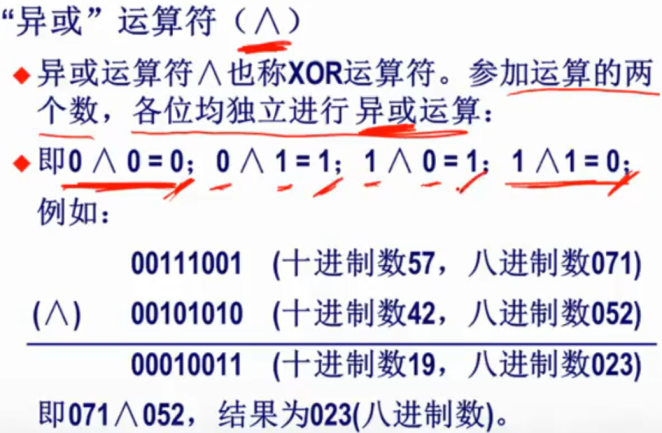 “异或”运算符（∧）
◆异或运算符∧也称XOR运算符。参加运算的两
个数，各位均独立进行异或运算：
◆即0∧0=0；0∧1=1；1∧0=1；1∧1=0；
例如：
00111001 (十进制数57，八进制数071)
(∧) 00101010 (十进制数42，八进制数052)
00010011 (十进制数19，八进制数023)
即071∧052，结果为023(八进制数)。